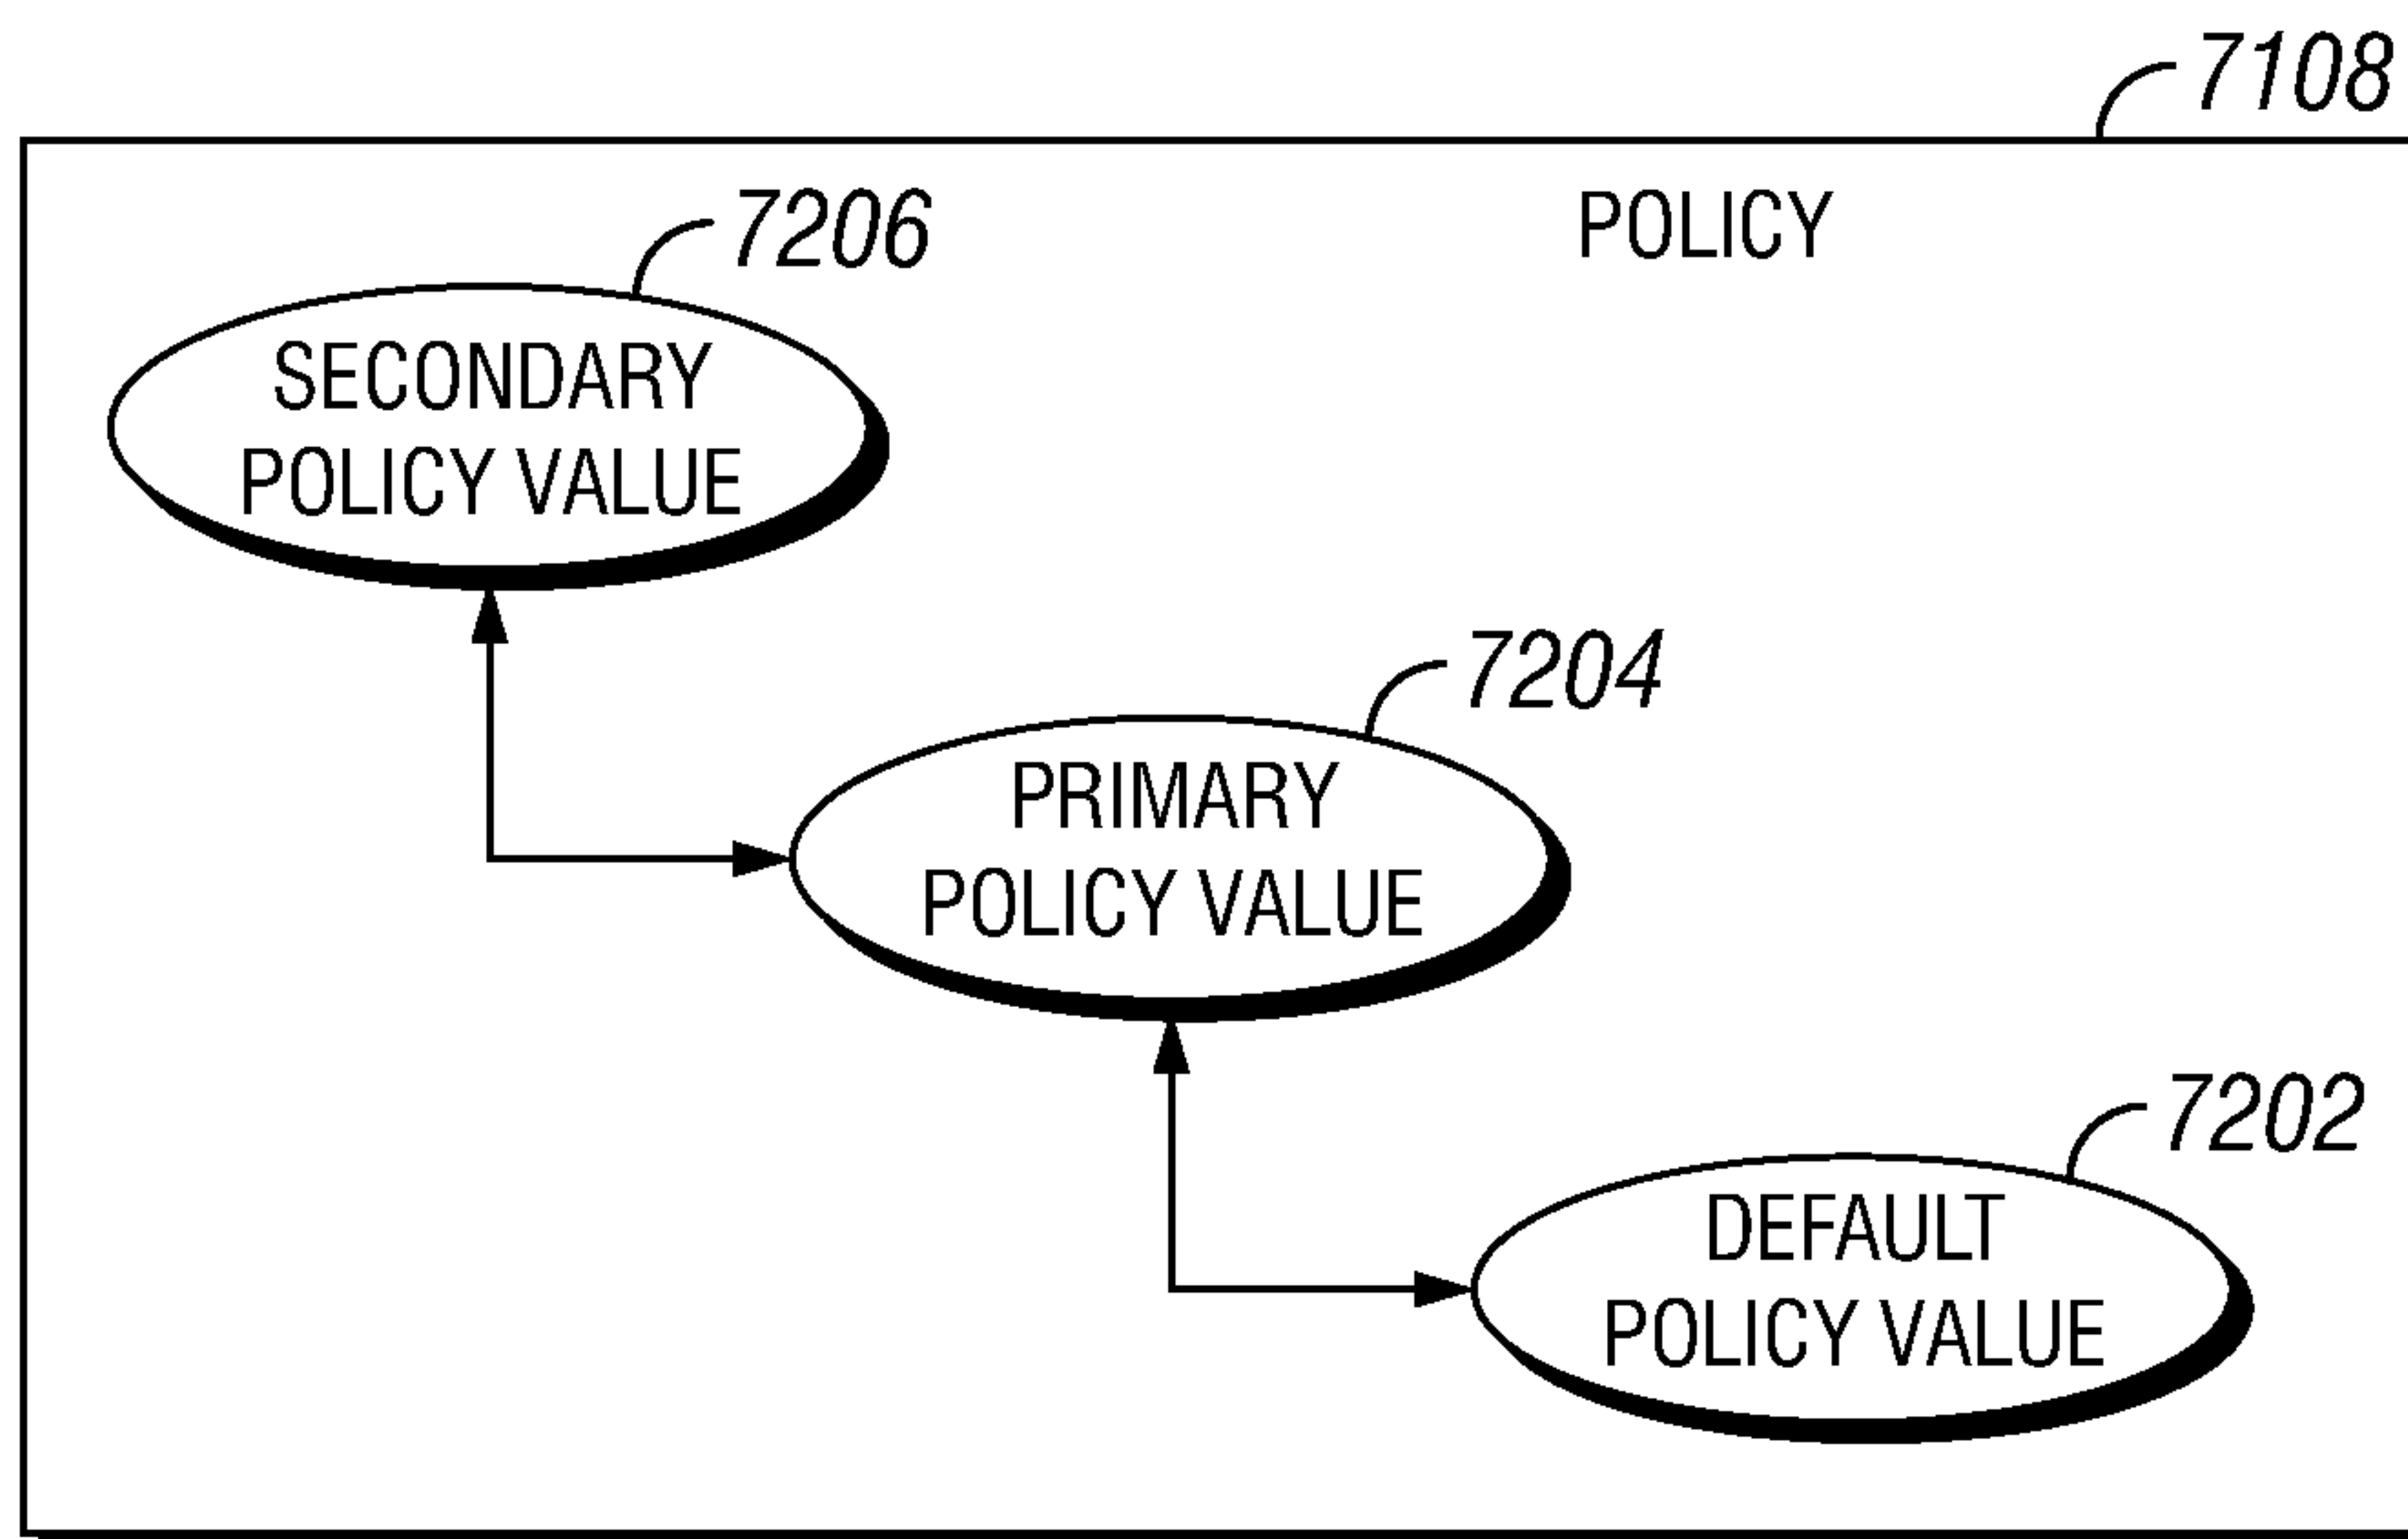 7108
POLICY
7206
SECONDARY
POLICY VALUE
7204
PRIMARY
POLICY VALUE
7202
DEFAULT
POLICY VALUE